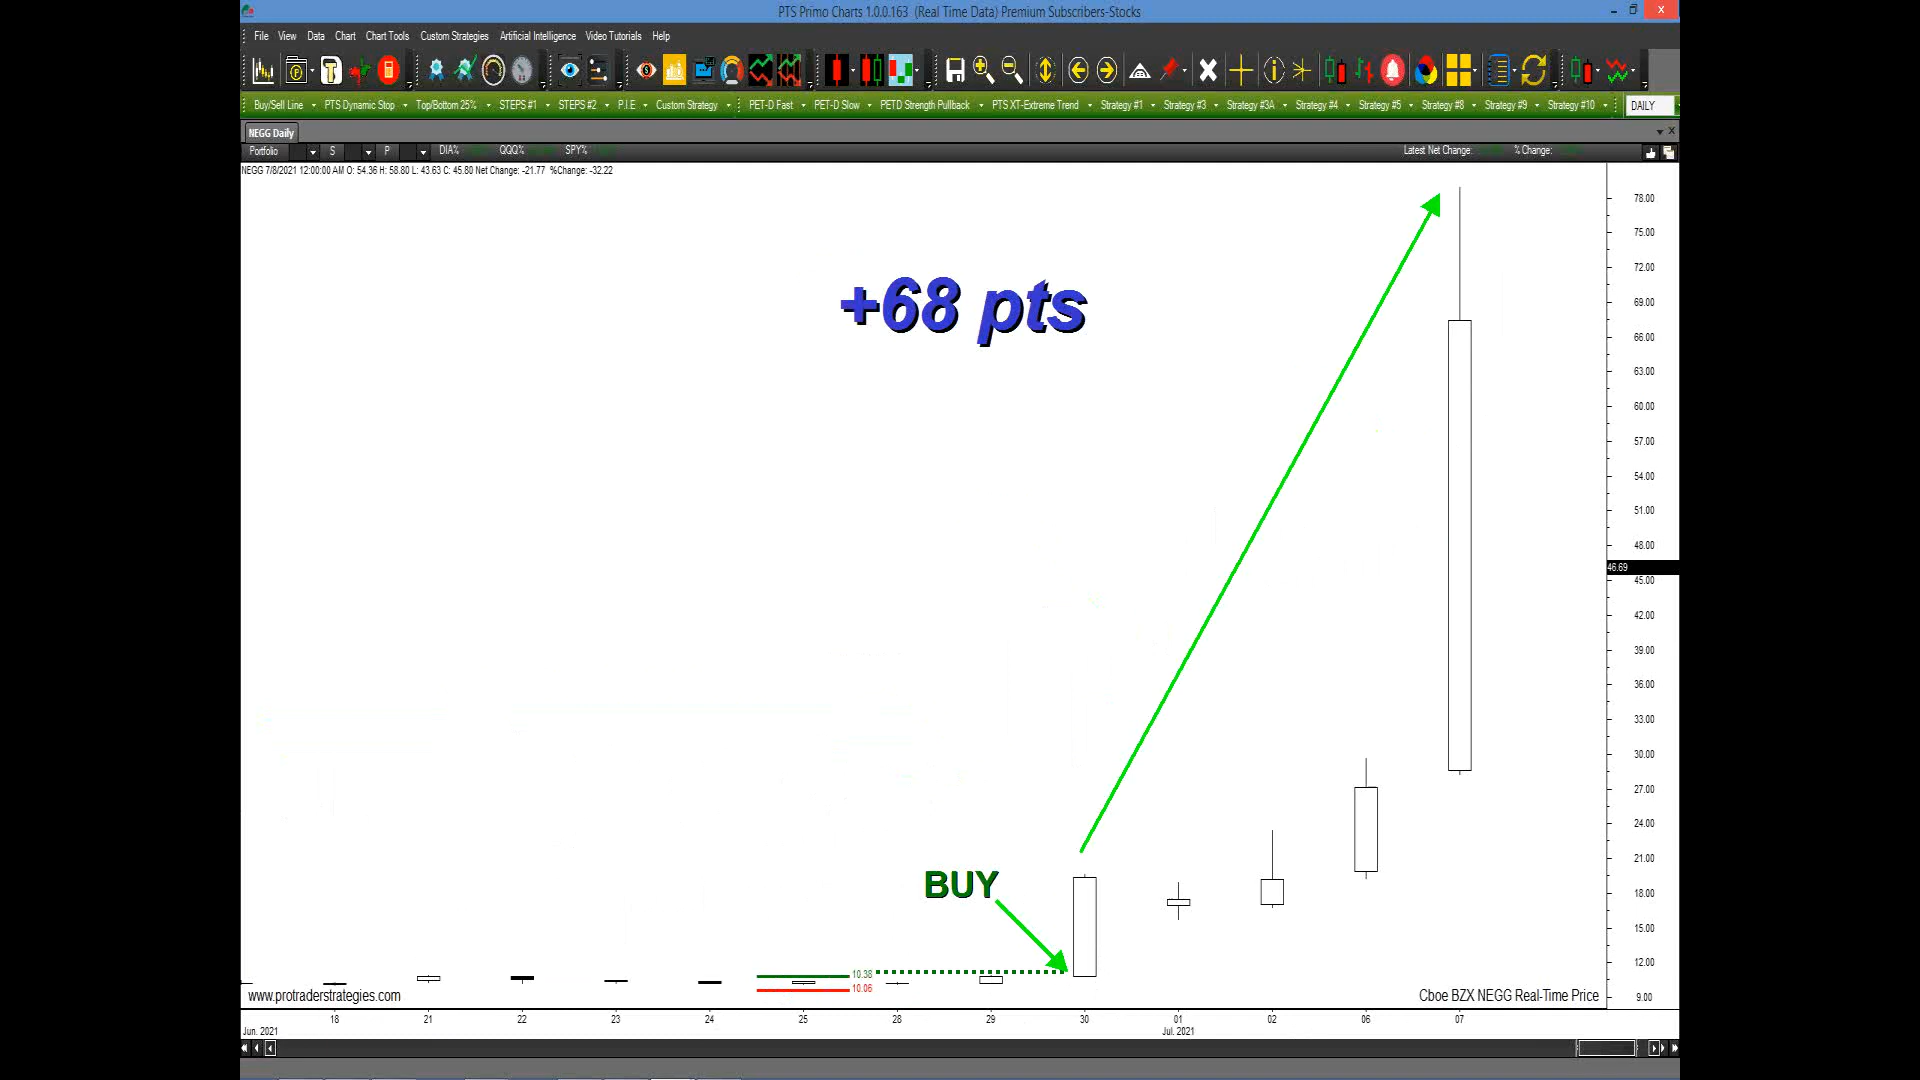 PTS Primo Charts 1.0.0.163 (Real Time Data) Premium Subscribers-Stocks
File View Data Chart Chart Tools Custom Strategies Artificial Intelligence Video Tutorials Help
Buy/Sell Line PTS Dynamic Stop Top/Bottom 25% STEPS #1 STEPS #2 P.I.E. Custom Strategy PET-D Fast PET-D Slow PETD Strength Pullback PTS XT-Extreme Trend Strategy #1 Strategy #3 Strategy #3A Strategy #4 Strategy #5 Strategy #8 Strategy #9 Strategy #10 DAILY
NEGG Daily
Portfolio S P DIA% QQQ% SPY% Latest Net Change: % Change:
NEGG 7/8/2021 12:00:00 AM O: 54.36 H: 58.80 L: 43.63 C: 45.80 Net Change: -21.77 %Change: -32.22
78.00
75.00
72.00
+68 pts
69.00
66.00
63.00
60.00
57.00
54.00
51.00
48.00
46.69
45.00
42.00
39.00
36.00
33.00
30.00
27.00
24.00
21.00
BUY
18.00
15.00
12.00
10.38
10.06
www.protraderstrategies.com Cboe BZX NEGG Real-Time Price 9.00
18 21 22 23 24 25 28 29 30 01 02 06 07
Jun. 2021 Jul. 2021